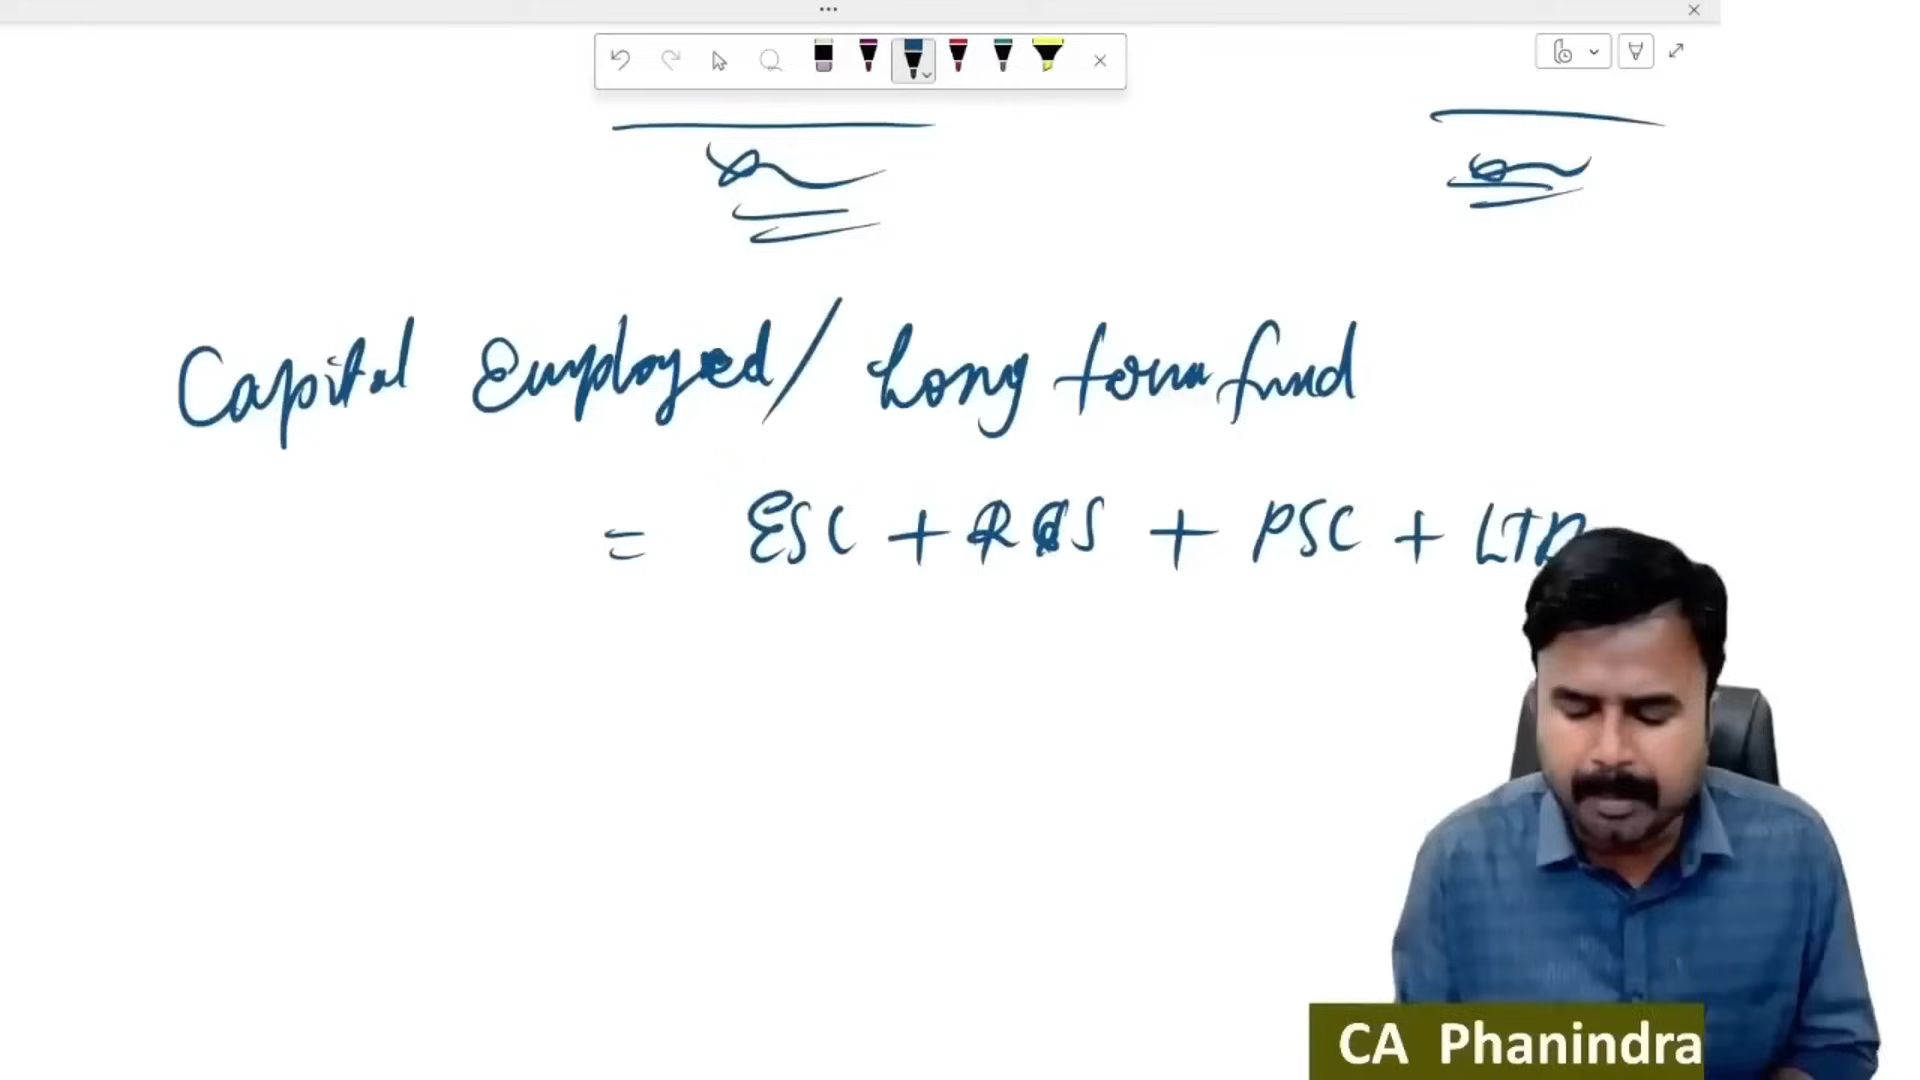 Capital Employed/ Long term fund
= ESC + R&S + PSC + LTD
CA Phanindra